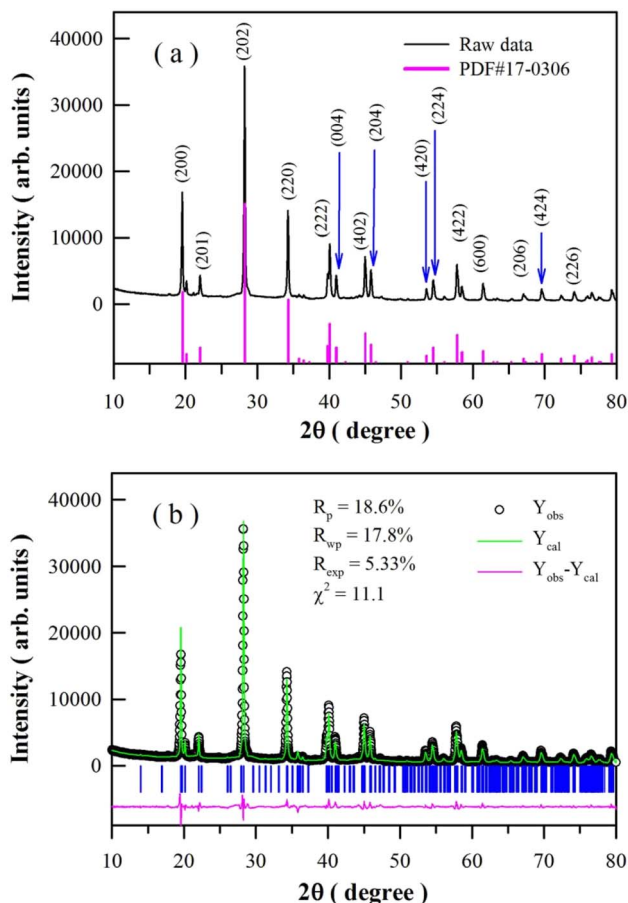 ( a )
Raw data
PDF#17-0306
(200)
(201)
(202)
(220)
(222)
(004)
(402)
(204)
(420)
(224)
(422)
(600)
(206)
(424)
(226)
Intensity ( arb. units )
40000
30000
20000
10000
0
10 20 30 40 50 60 70 80
2θ ( degree )
( b )
R_p = 18.6%
R_wp = 17.8%
R_exp = 5.33%
χ² = 11.1
Y_obs
Y_cal
Y_obs-Y_cal
Intensity ( arb. units )
40000
30000
20000
10000
0
10 20 30 40 50 60 70 80
2θ ( degree )